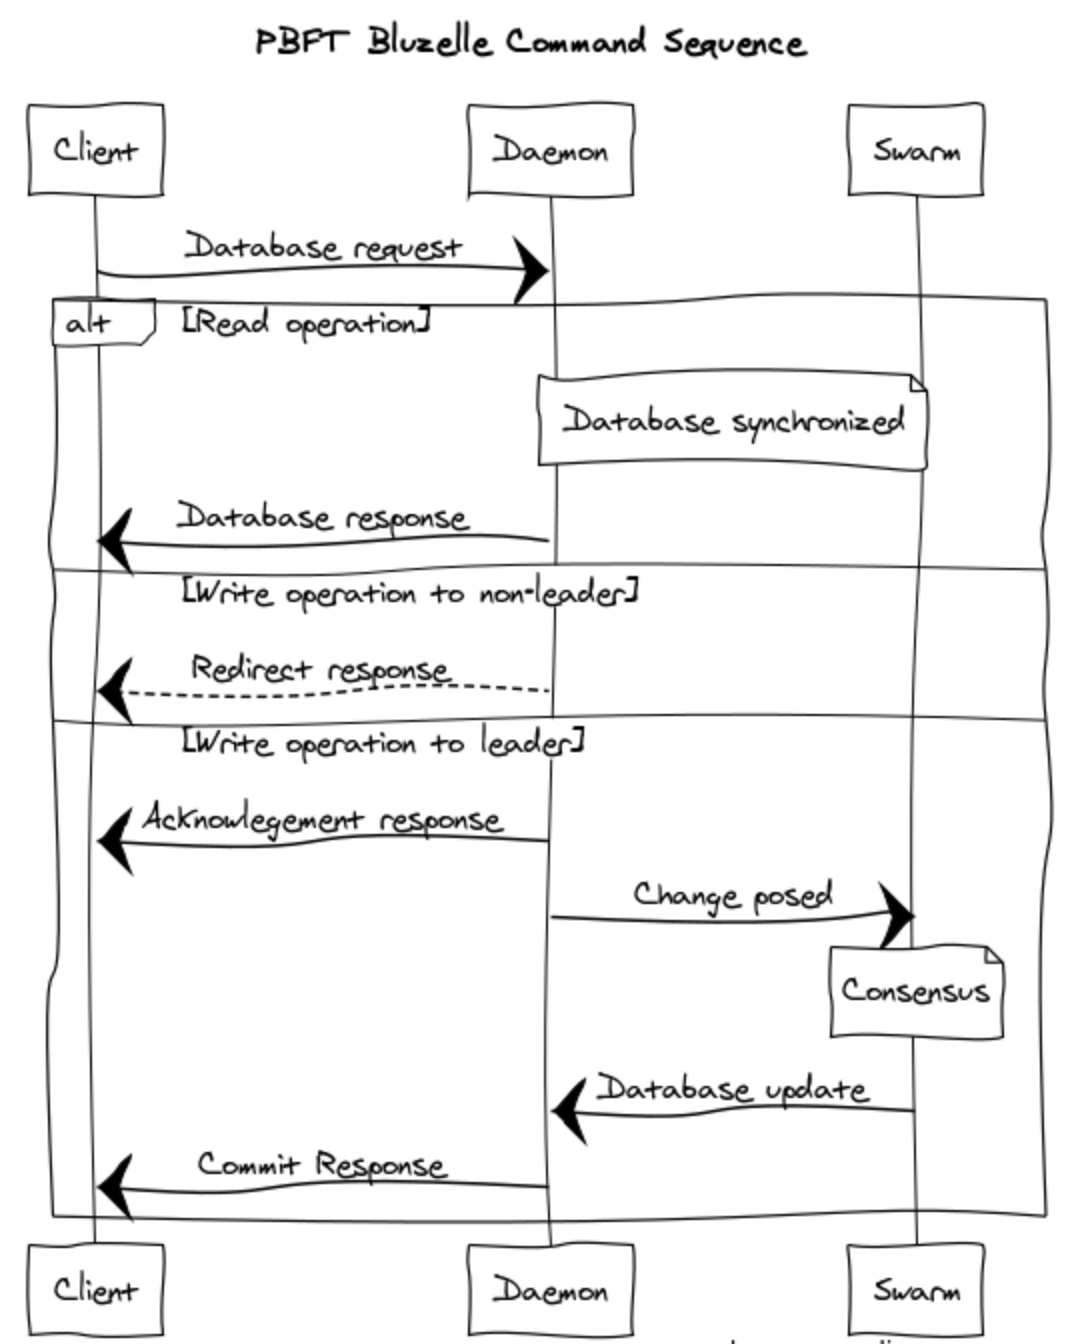 PBFT Bluzelle Command Sequence
Client
Daemon
Swarm
Database request
alt
[Read operation]
Database synchronized
Database response
[Write operation to non-leader]
Redirect response
[Write operation to leader]
Acknowlegement response
Change posed
Consensus
Database update
Commit Response
Client
Daemon
Swarm